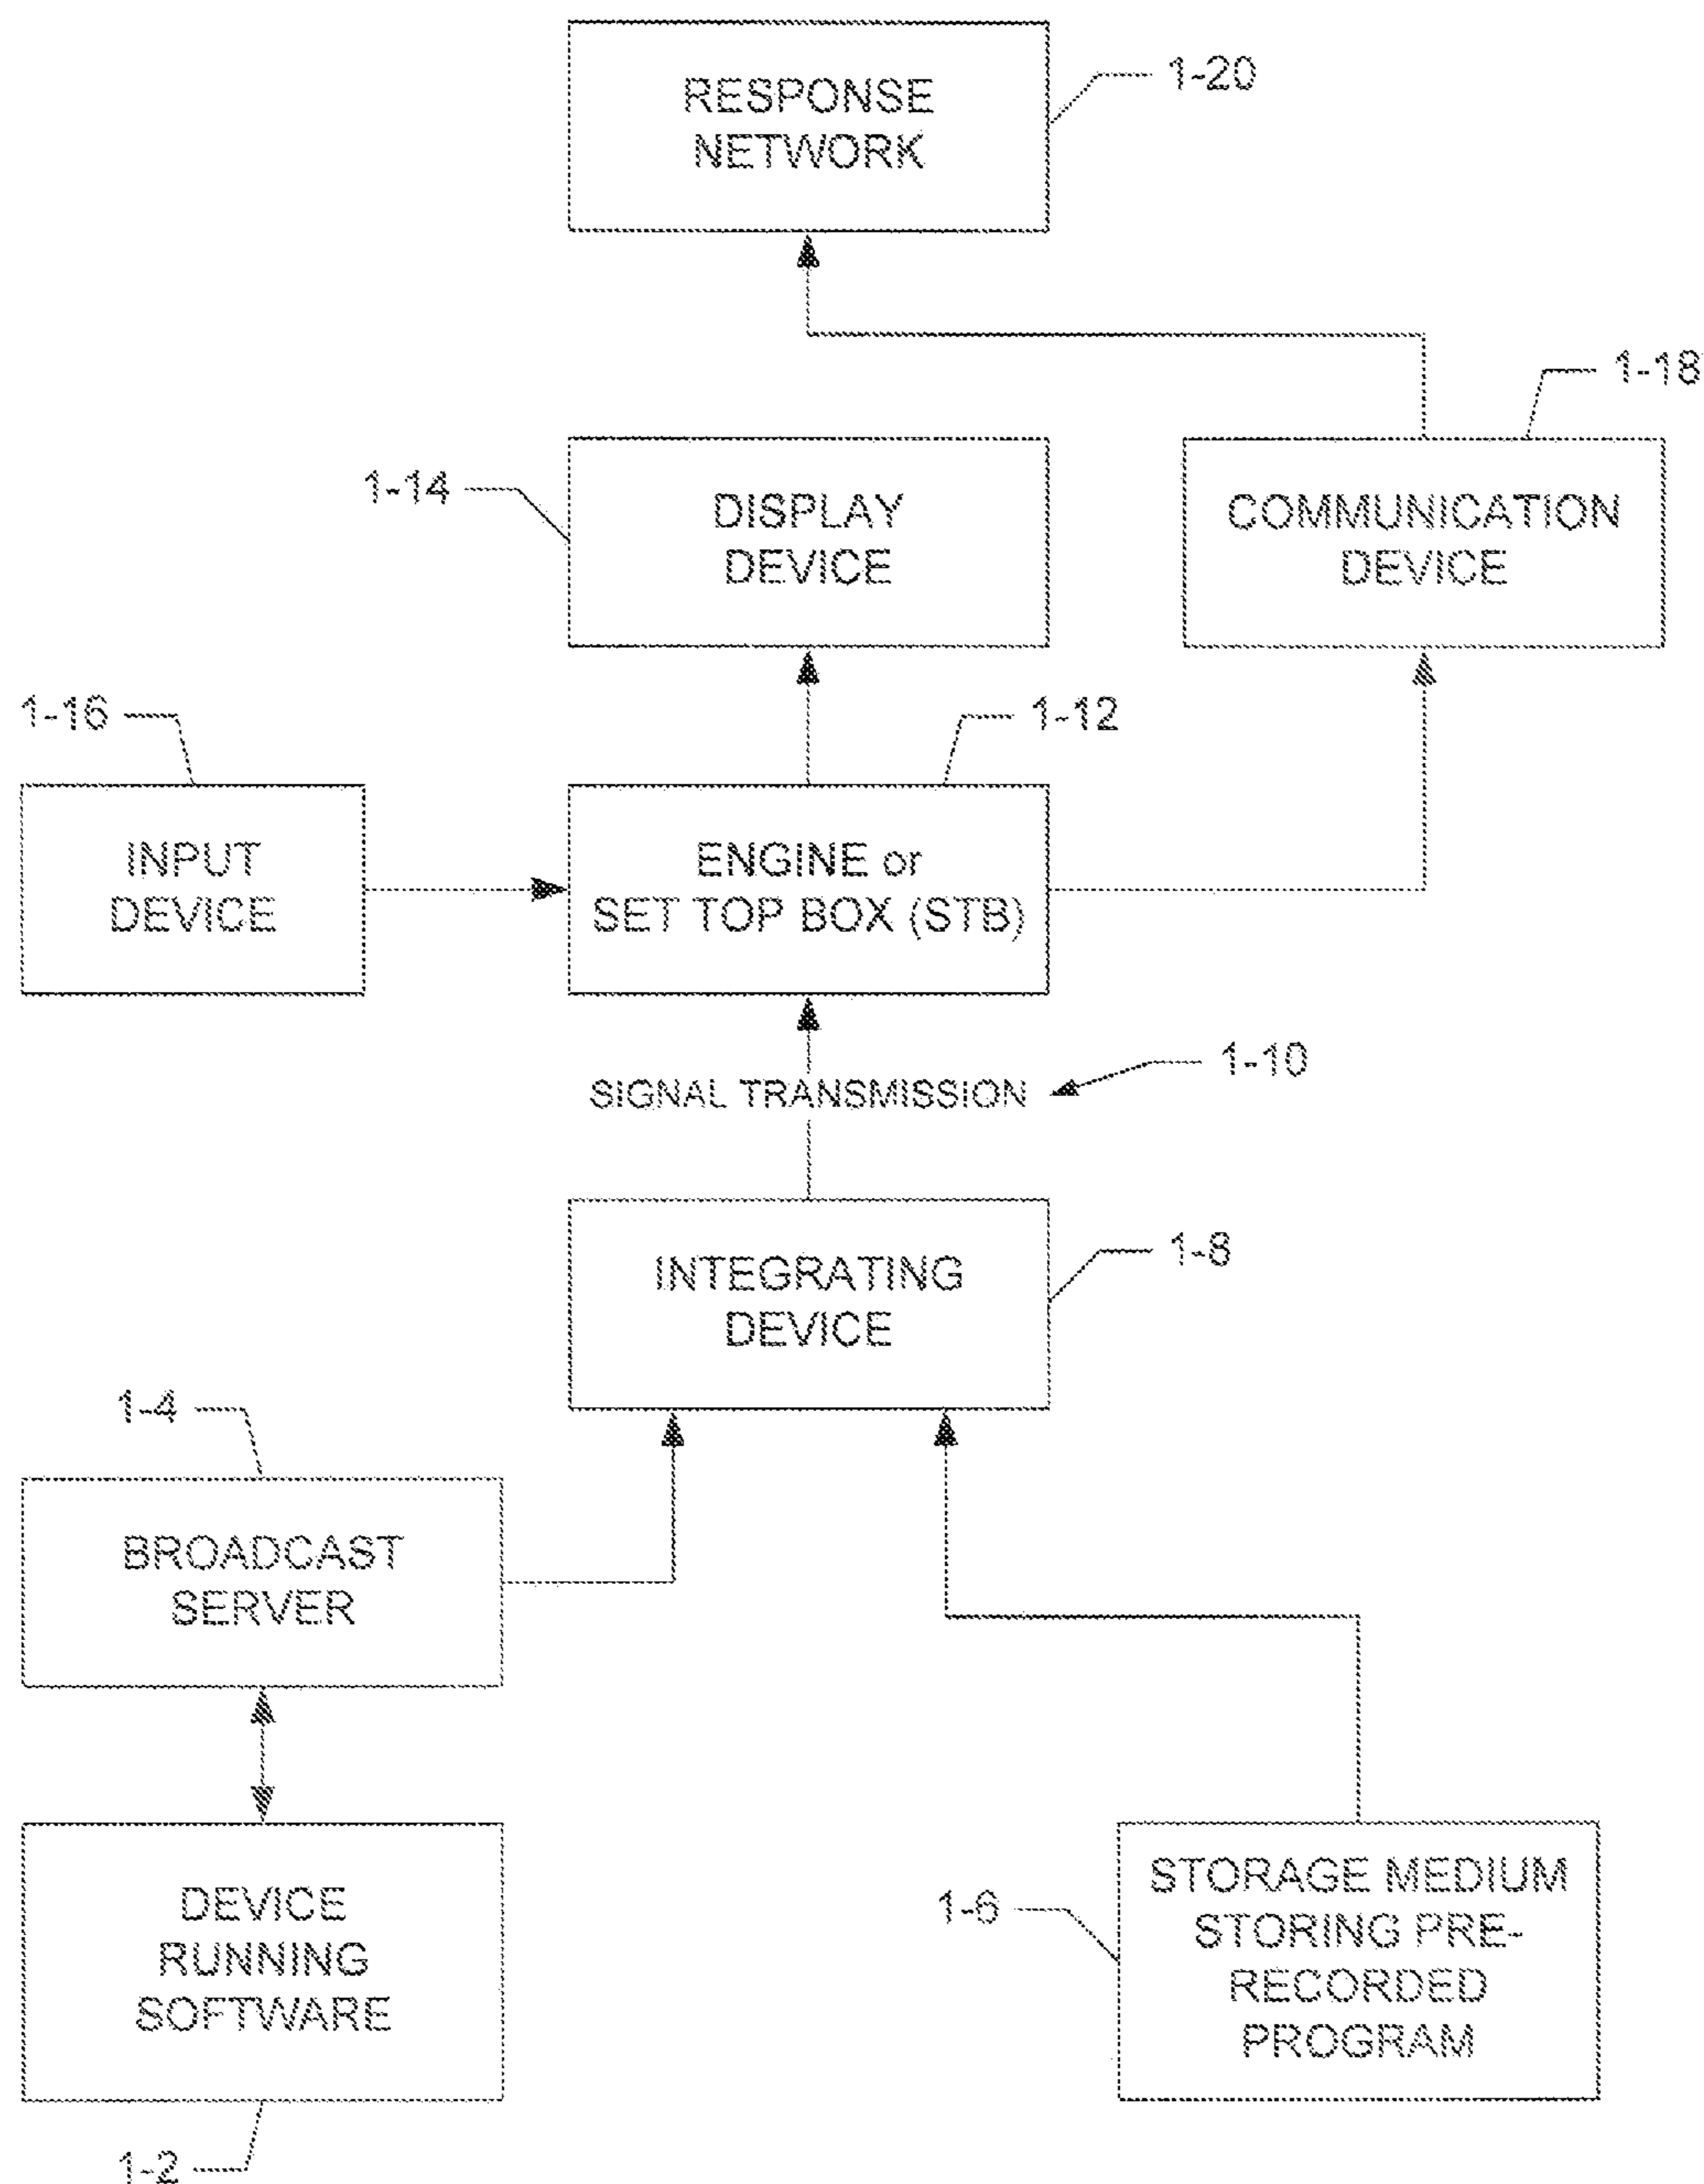 RESPONSE
NETWORK
1-20
1-18
1-14
DISPLAY
DEVICE
COMMUNICATION
DEVICE
1-16
1-12
INPUT
DEVICE
ENGINE or
SET TOP BOX (STB)
1-10
SIGNAL TRANSMISSION
INTEGRATING
DEVICE
1-8
1-4
BROADCAST
SERVER
DEVICE
RUNNING
SOFTWARE
1-6
STORAGE MEDIUM
STORING PRE-
RECORDED
PROGRAM
1-2